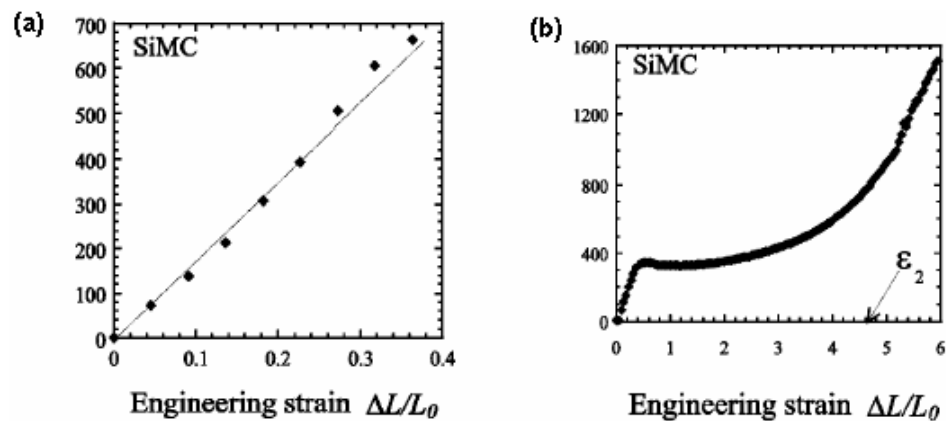 (a)
SiMC
700
600
500
400
300
200
100
0
0 0.1 0.2 0.3 0.4
Engineering strain ΔL/L₀
(b)
SiMC
1600
1200
800
400
0
ε₂
0 1 2 3 4 5 6
Engineering strain ΔL/L₀